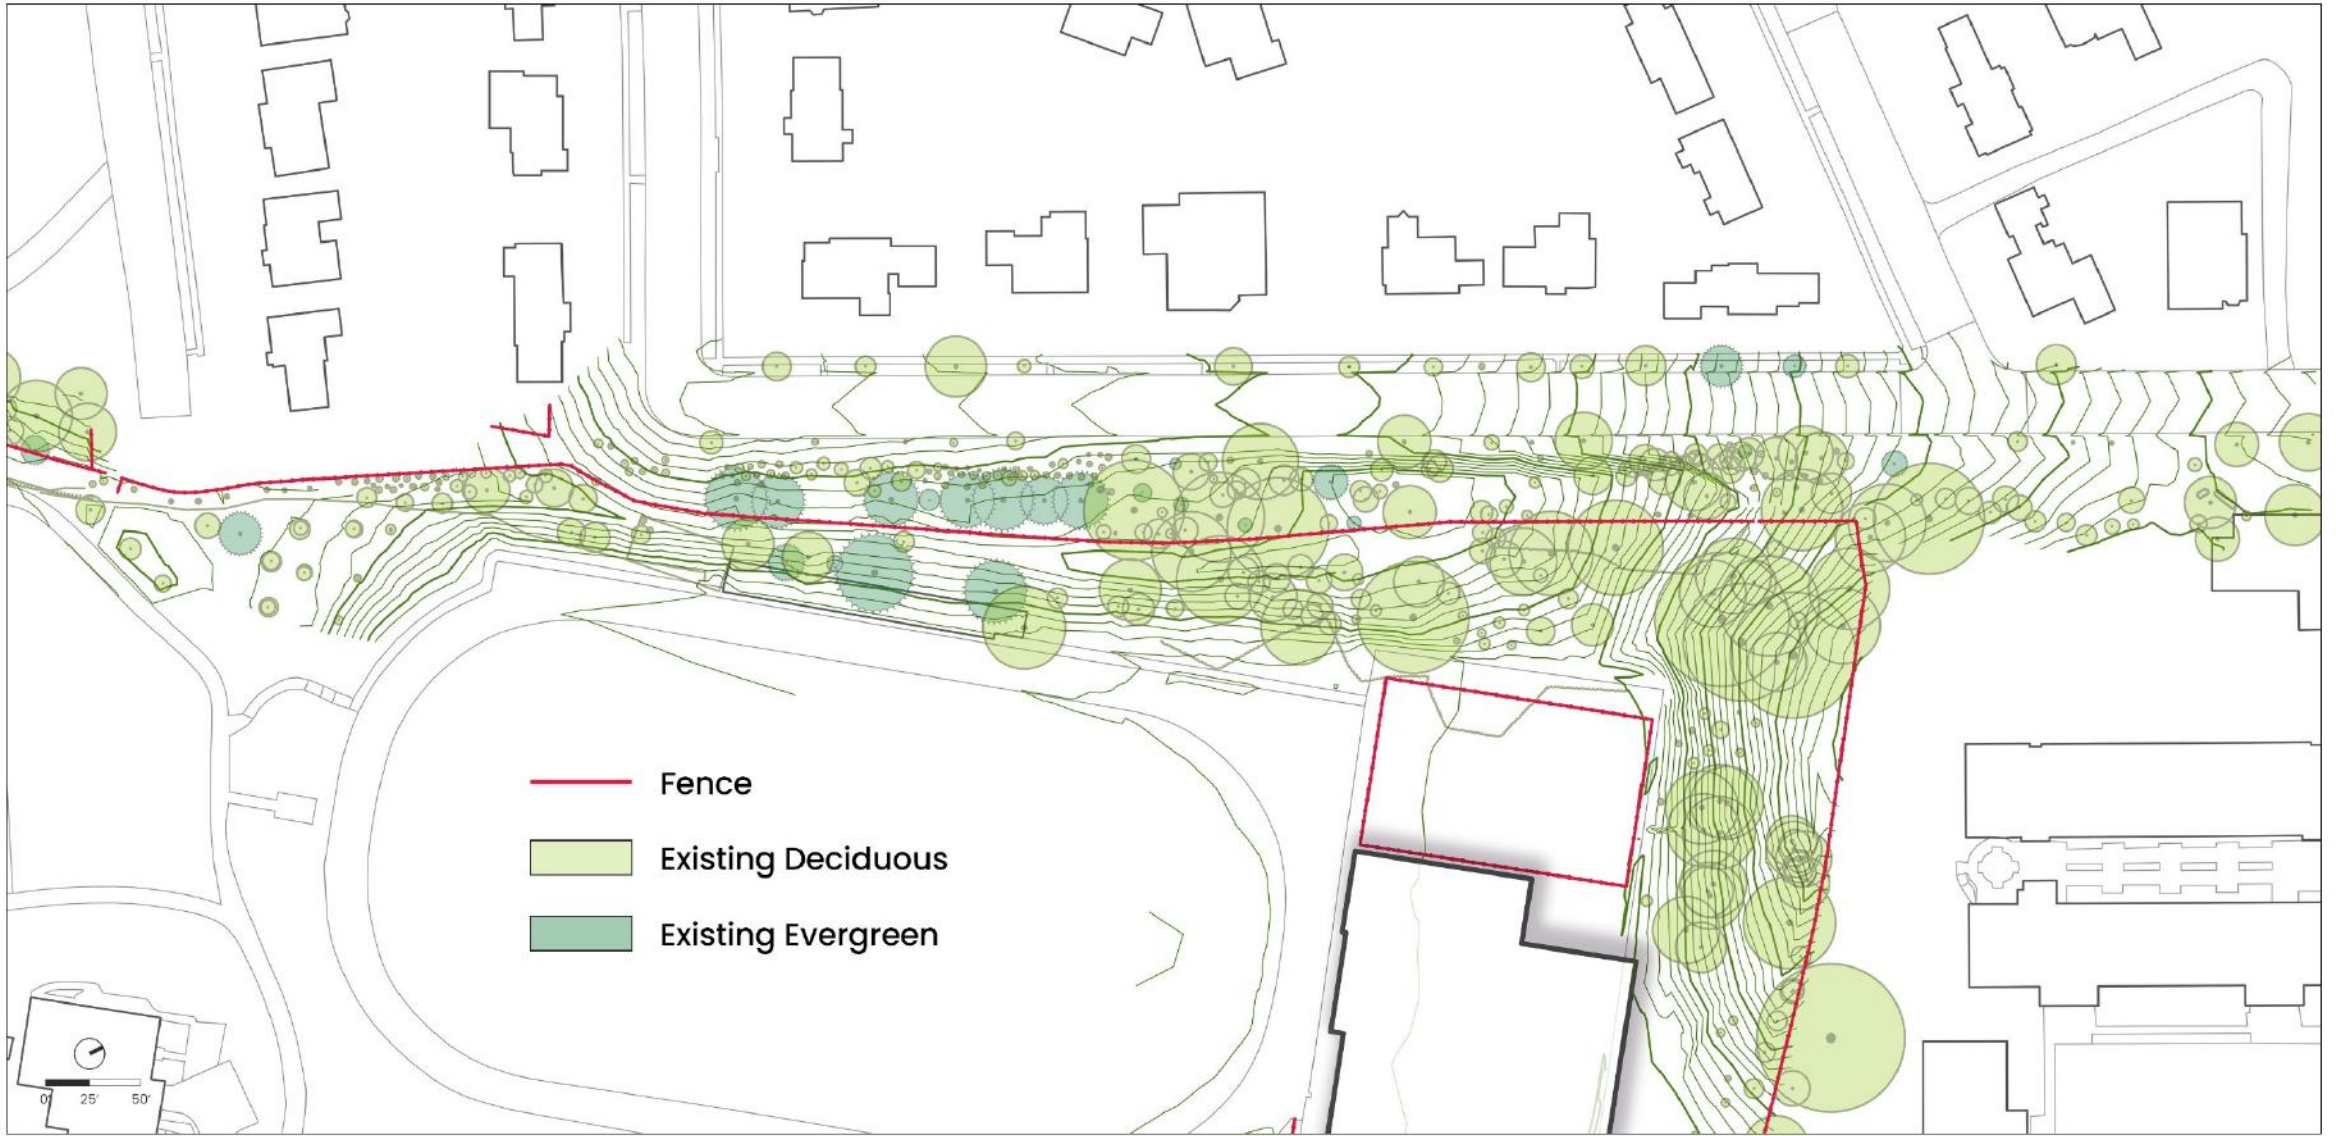 Fence
Existing Deciduous
Existing Evergreen
0' 25' 50'